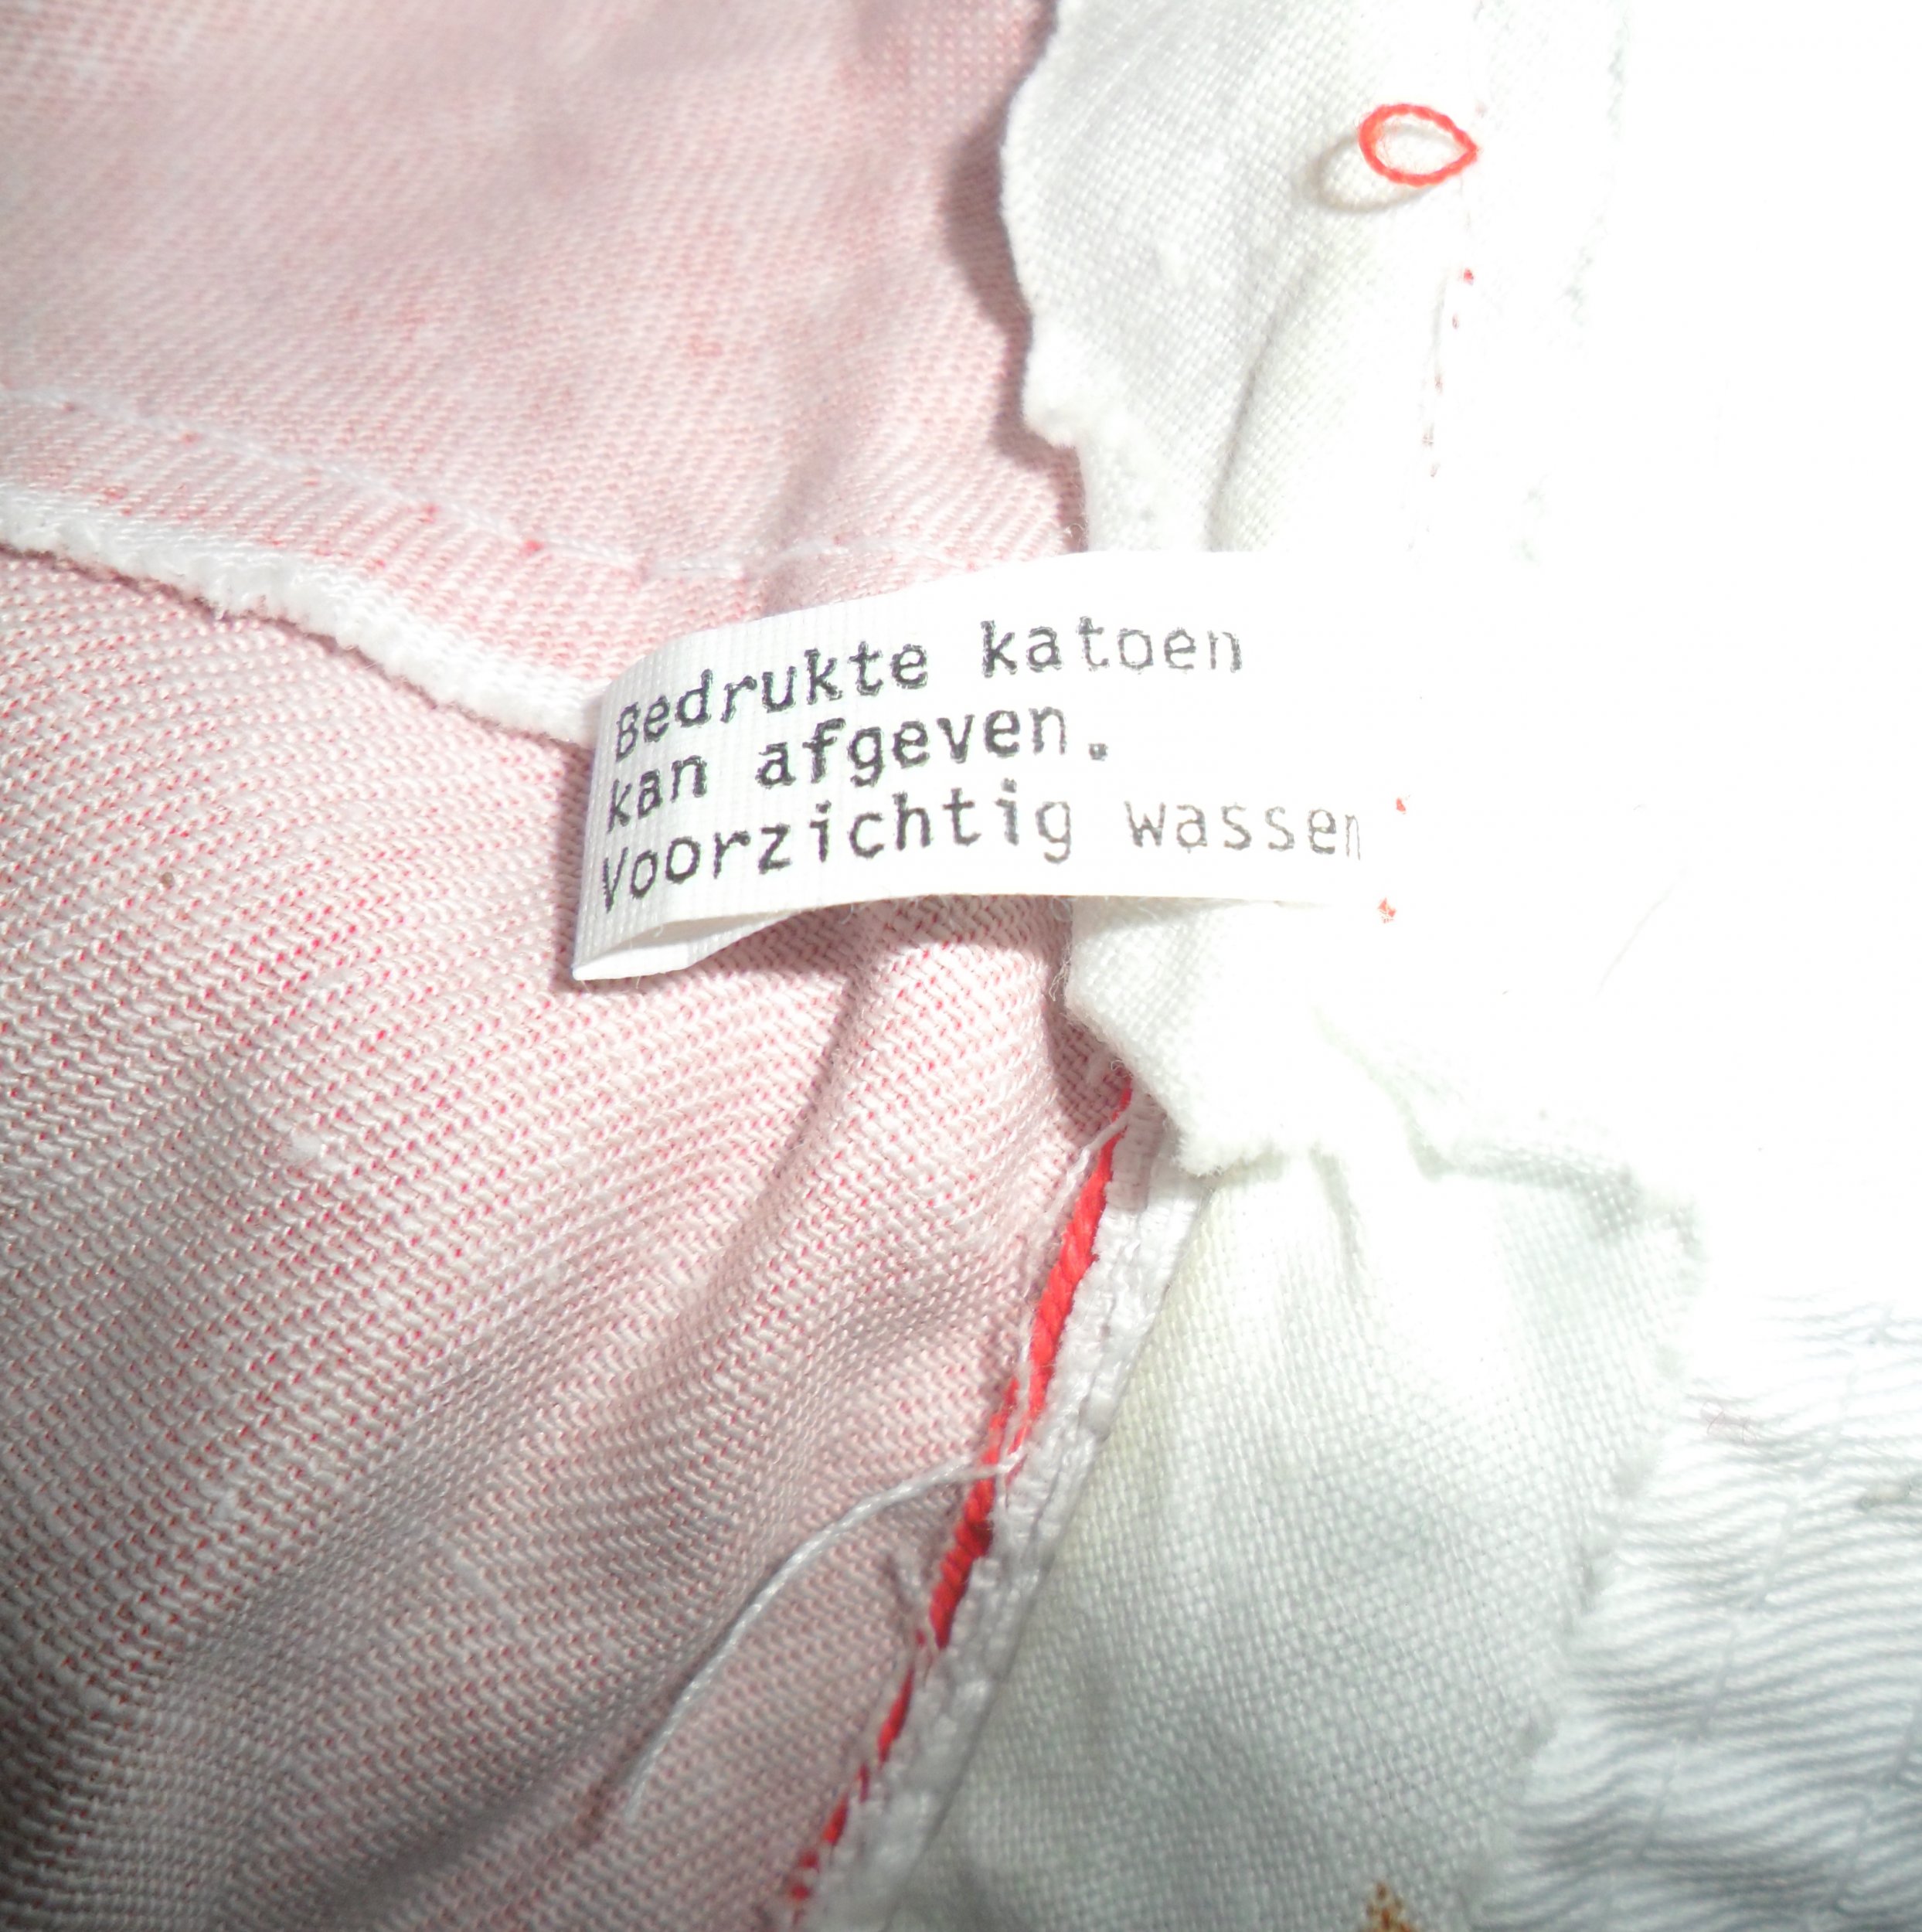 Bedrukte katoen
kan afgeven.
Voorzichtig wassen